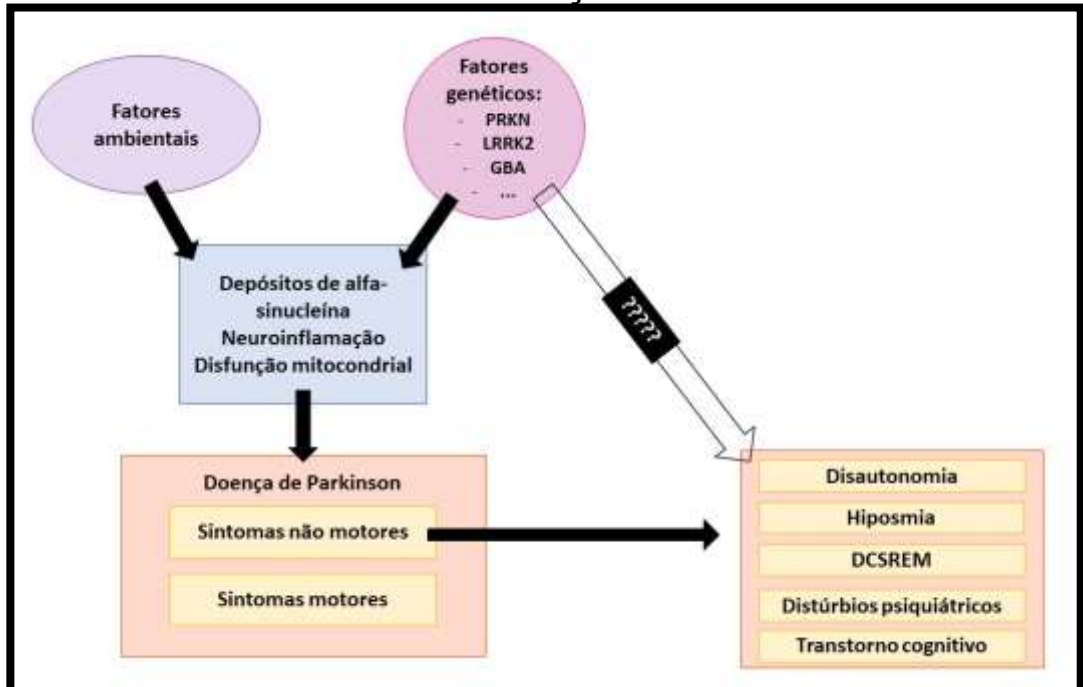 Fatores
ambientais
Fatores
genéticos:
- PRKN
- LRRK2
- GBA
- ...
Depósitos de alfa-
sinucleína
Neuroinflamação
Disfunção mitocondrial
?????
Doença de Parkinson
Sintomas não motores
Sintomas motores
Disautonomia
Hiposmia
DCSREM
Distúrbios psiquiátricos
Transtorno cognitivo